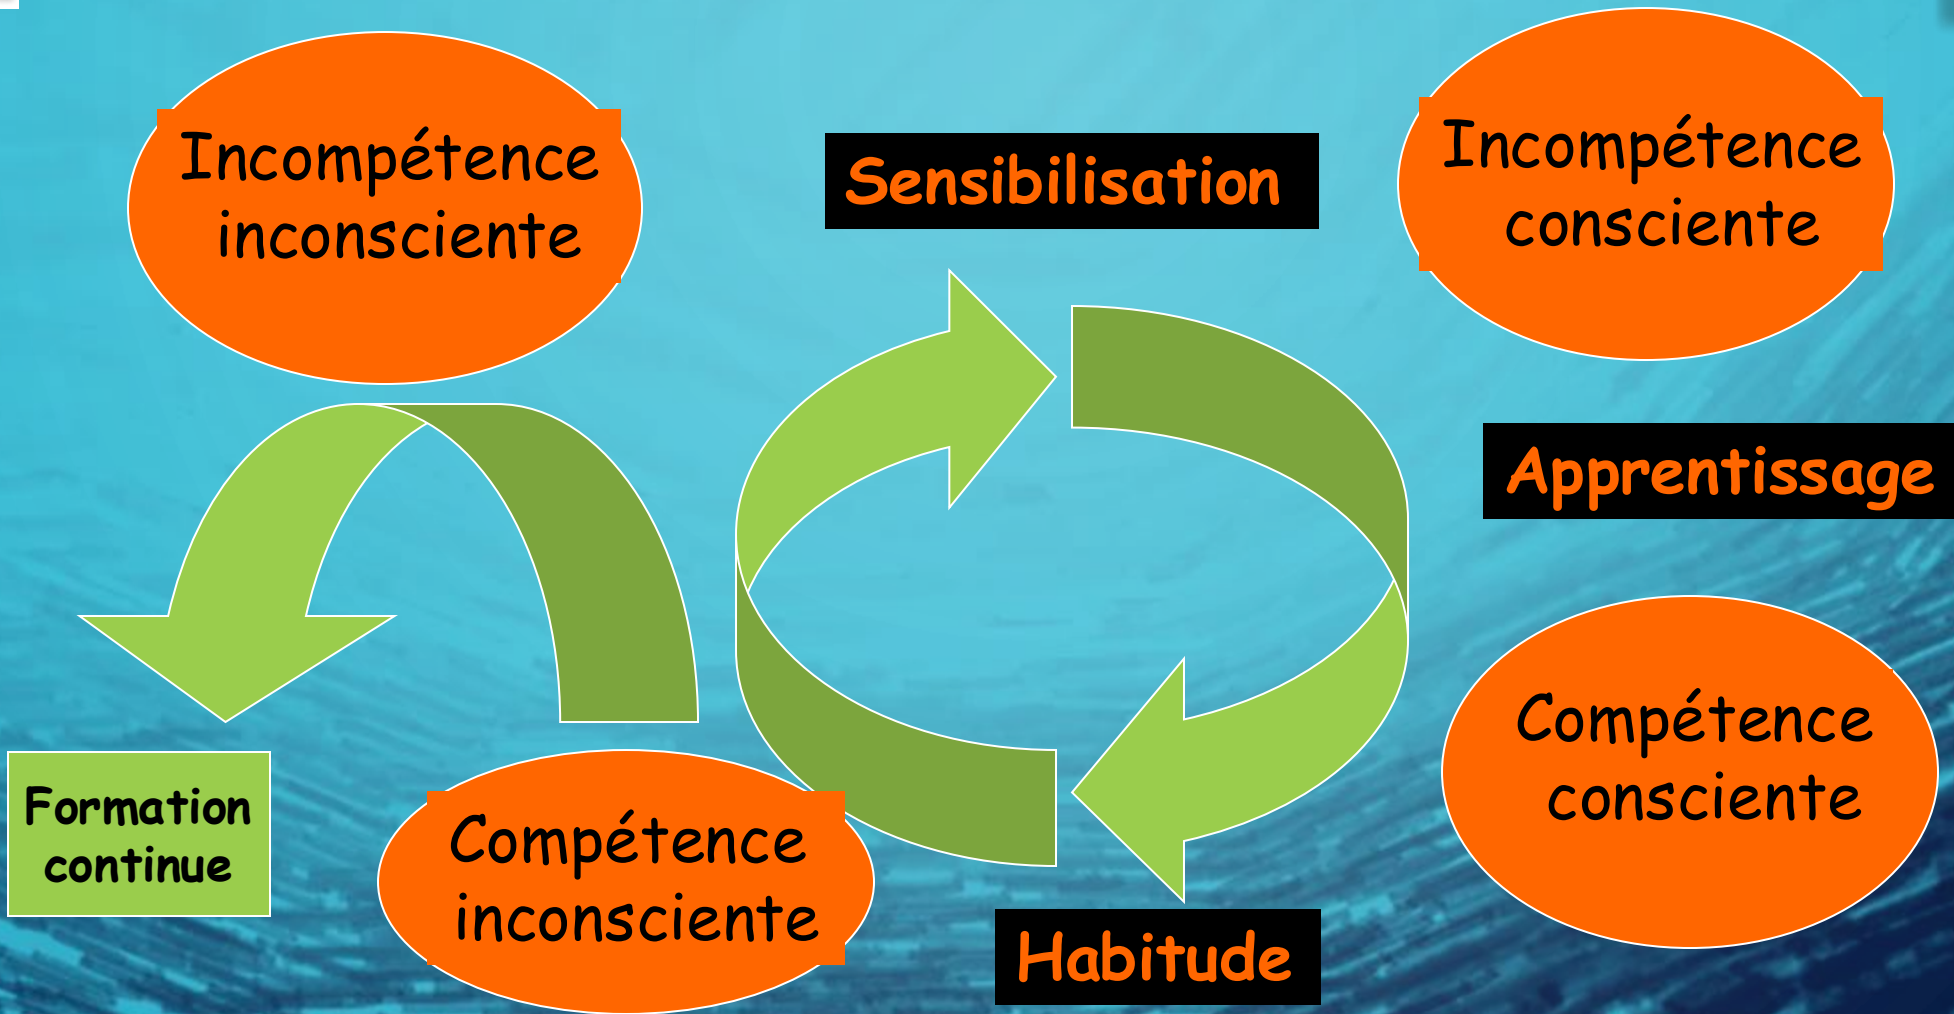 Incompétence
inconsciente
Sensibilisation
Incompétence
consciente
Apprentissage
Compétence
consciente
Habitude
Compétence
inconsciente
Formation
continue